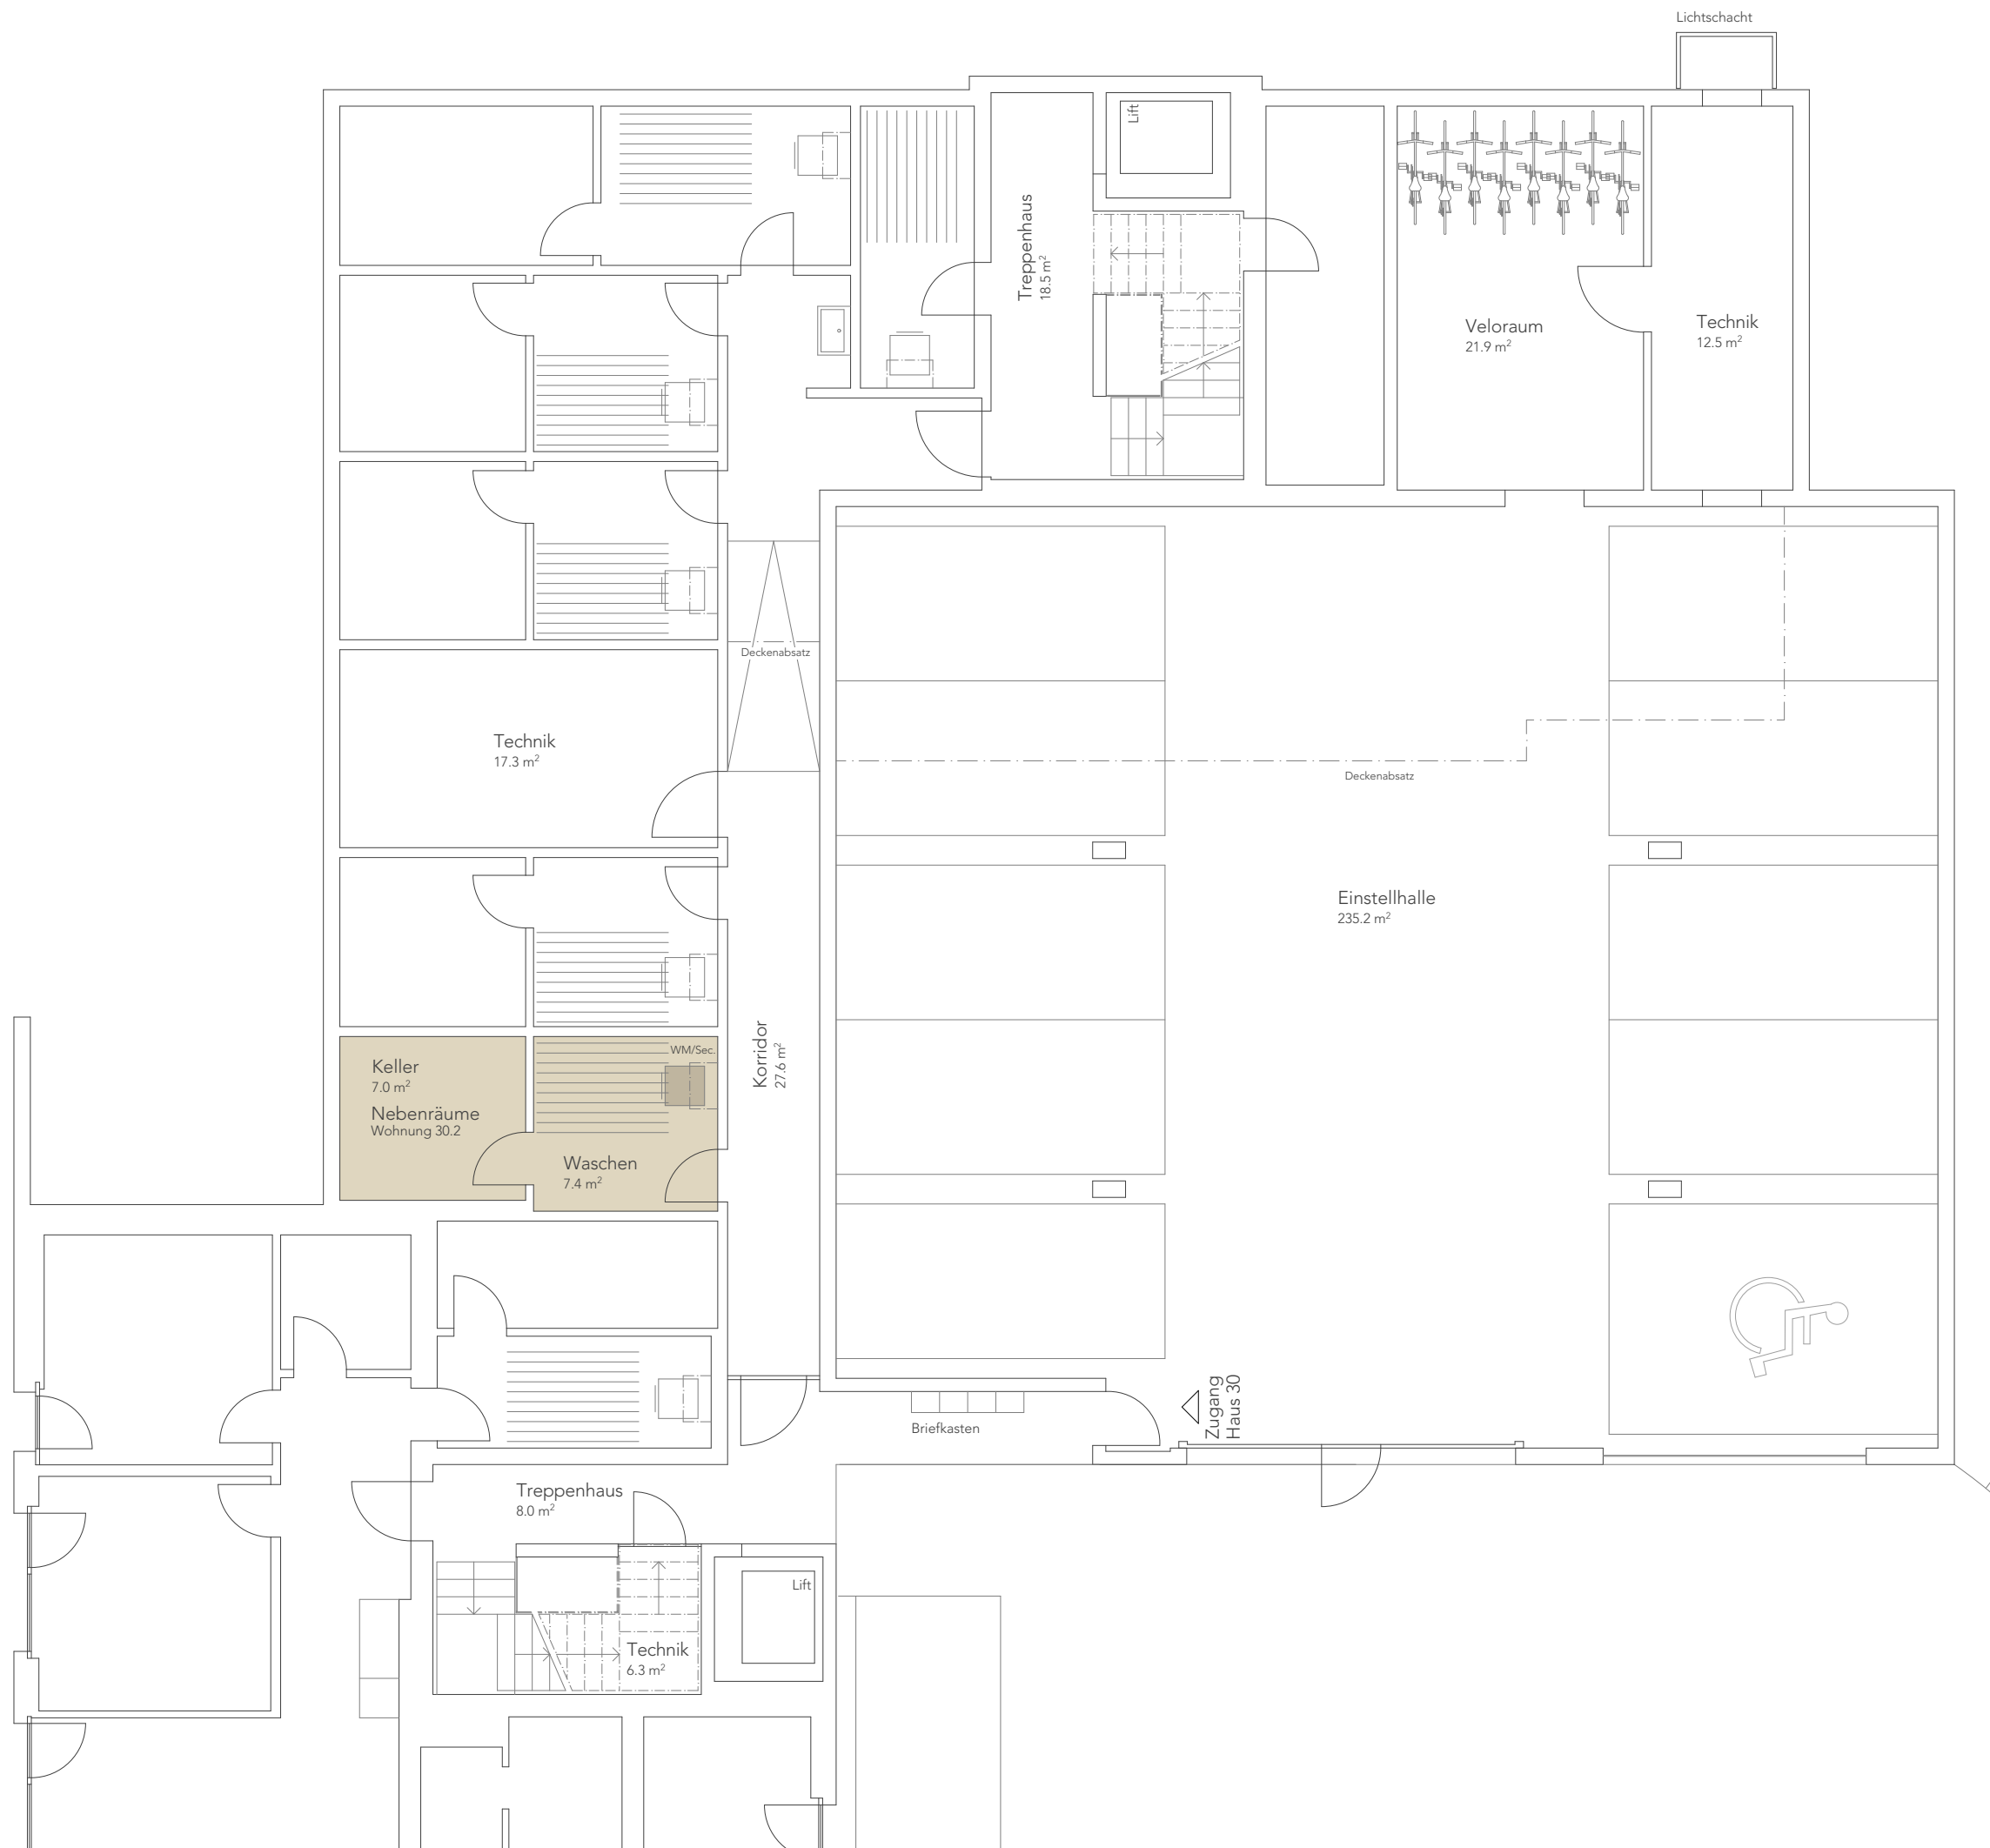 Lichtschacht
Lift
Treppenhaus
18.5 m²
Veloraum
21.9 m²
Technik
12.5 m²
Deckenabsatz
Technik
17.3 m²
Deckenabsatz
Einstellhalle
235.2 m²
Korridor
27.6 m²
WM/Sec.
Keller
7.0 m²
Nebenräume
Wohnung 30.2
Waschen
7.4 m²
Zugang
Haus 30
Briefkasten
Treppenhaus
8.0 m²
Lift
Technik
6.3 m²